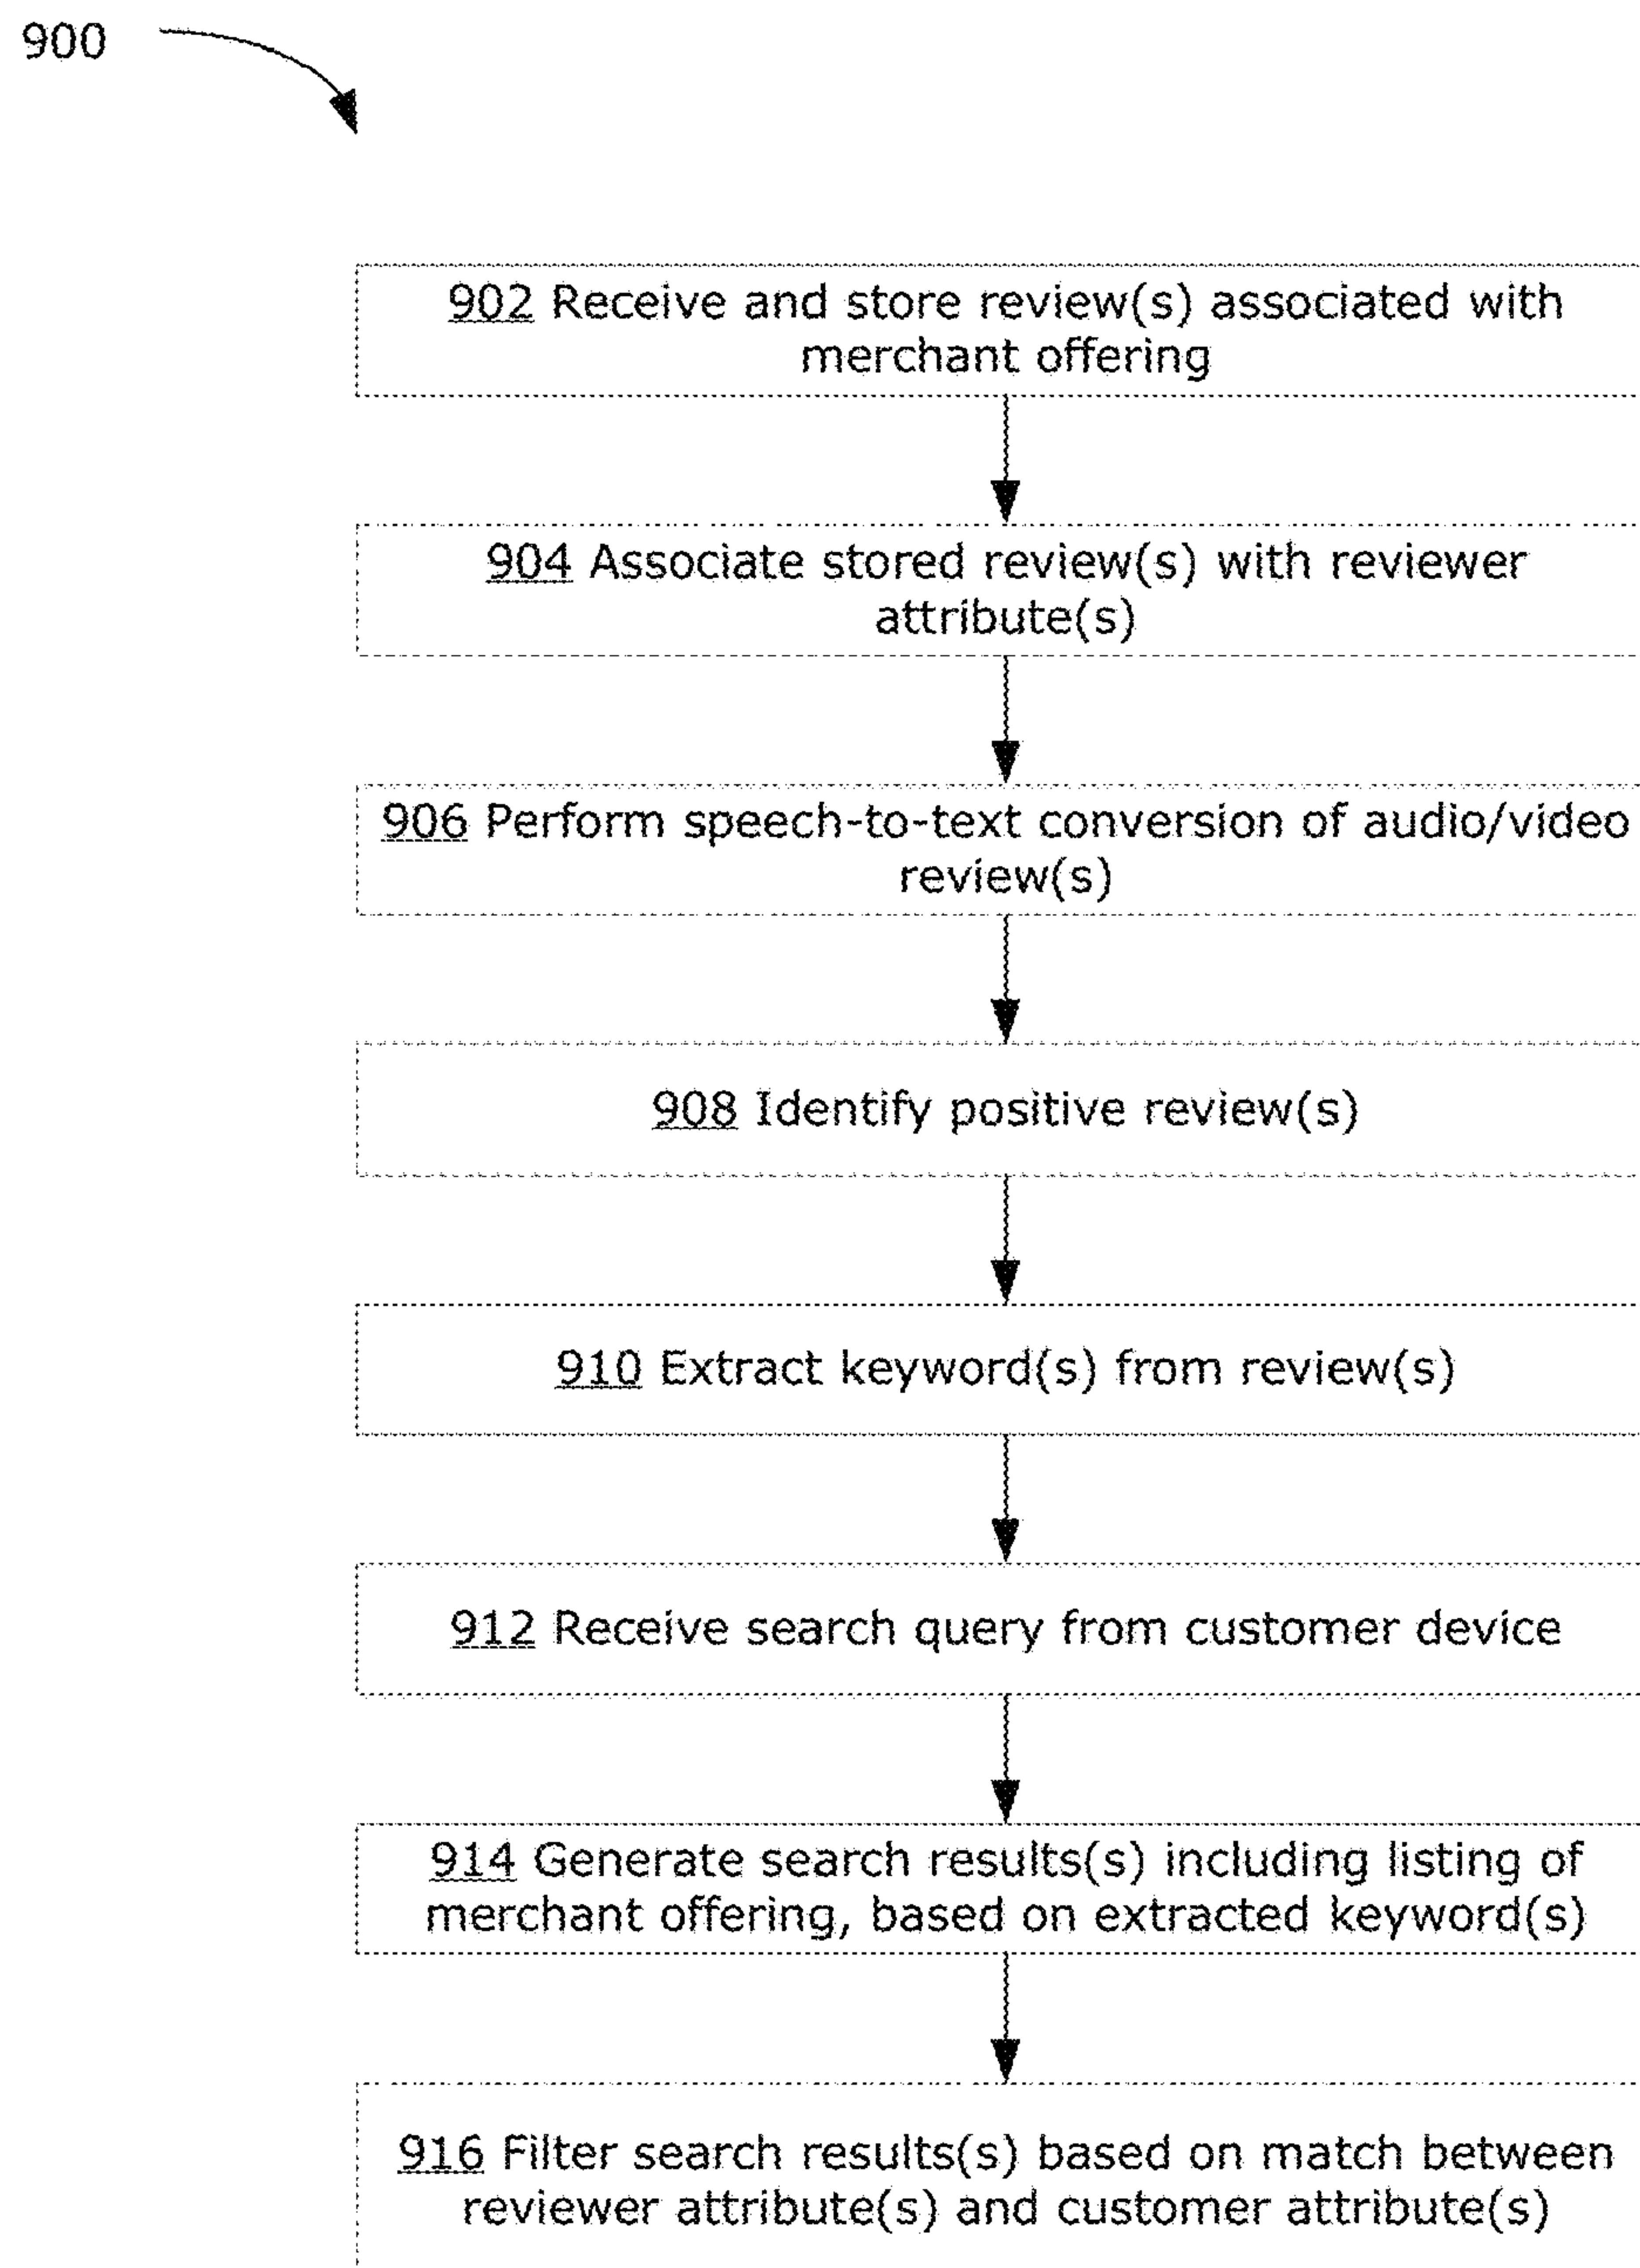 900
902 Receive and store review(s) associated with
merchant offering
904 Associate stored review(s) with reviewer
attribute(s)
906 Perform speech-to-text conversion of audio/video
review(s)
908 Identify positive review(s)
910 Extract keyword(s) from review(s)
912 Receive search query from customer device
914 Generate search results(s) including listing of
merchant offering, based on extracted keyword(s)
916 Filter search results(s) based on match between
reviewer attribute(s) and customer attribute(s)